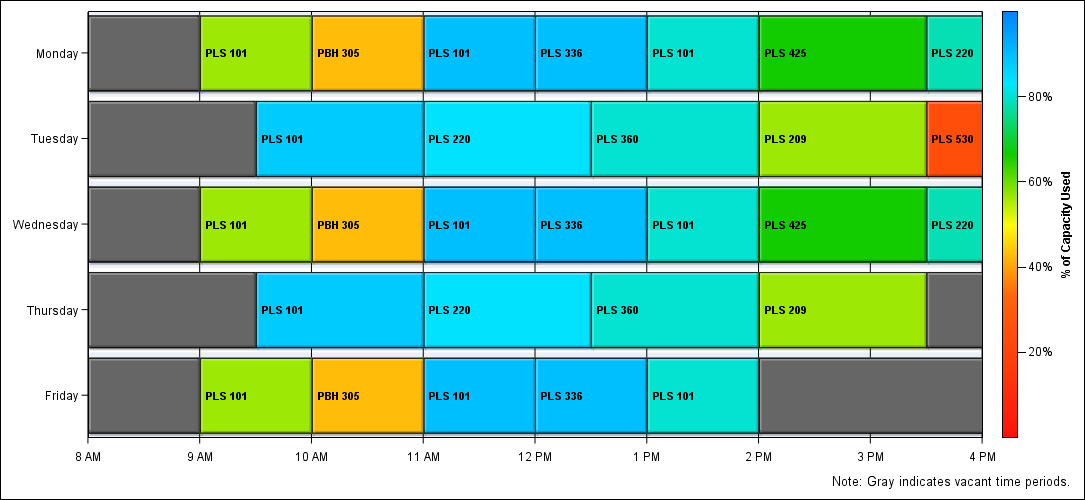 Monday
PLS 101
PBH 305
PLS 101
PLS 336
PLS 101
PLS 425
PLS 220
80%
Tuesday
PLS 101
PLS 220
PLS 360
PLS 209
PLS 530
60%
Wednesday
PLS 101
PBH 305
PLS 101
PLS 336
PLS 101
PLS 425
PLS 220
% of Capacity Used
40%
Thursday
PLS 101
PLS 220
PLS 360
PLS 209
20%
Friday
PLS 101
PBH 305
PLS 101
PLS 336
PLS 101
8 AM
9 AM
10 AM
11 AM
12 PM
1 PM
2 PM
3 PM
4 PM
Note: Gray indicates vacant time periods.